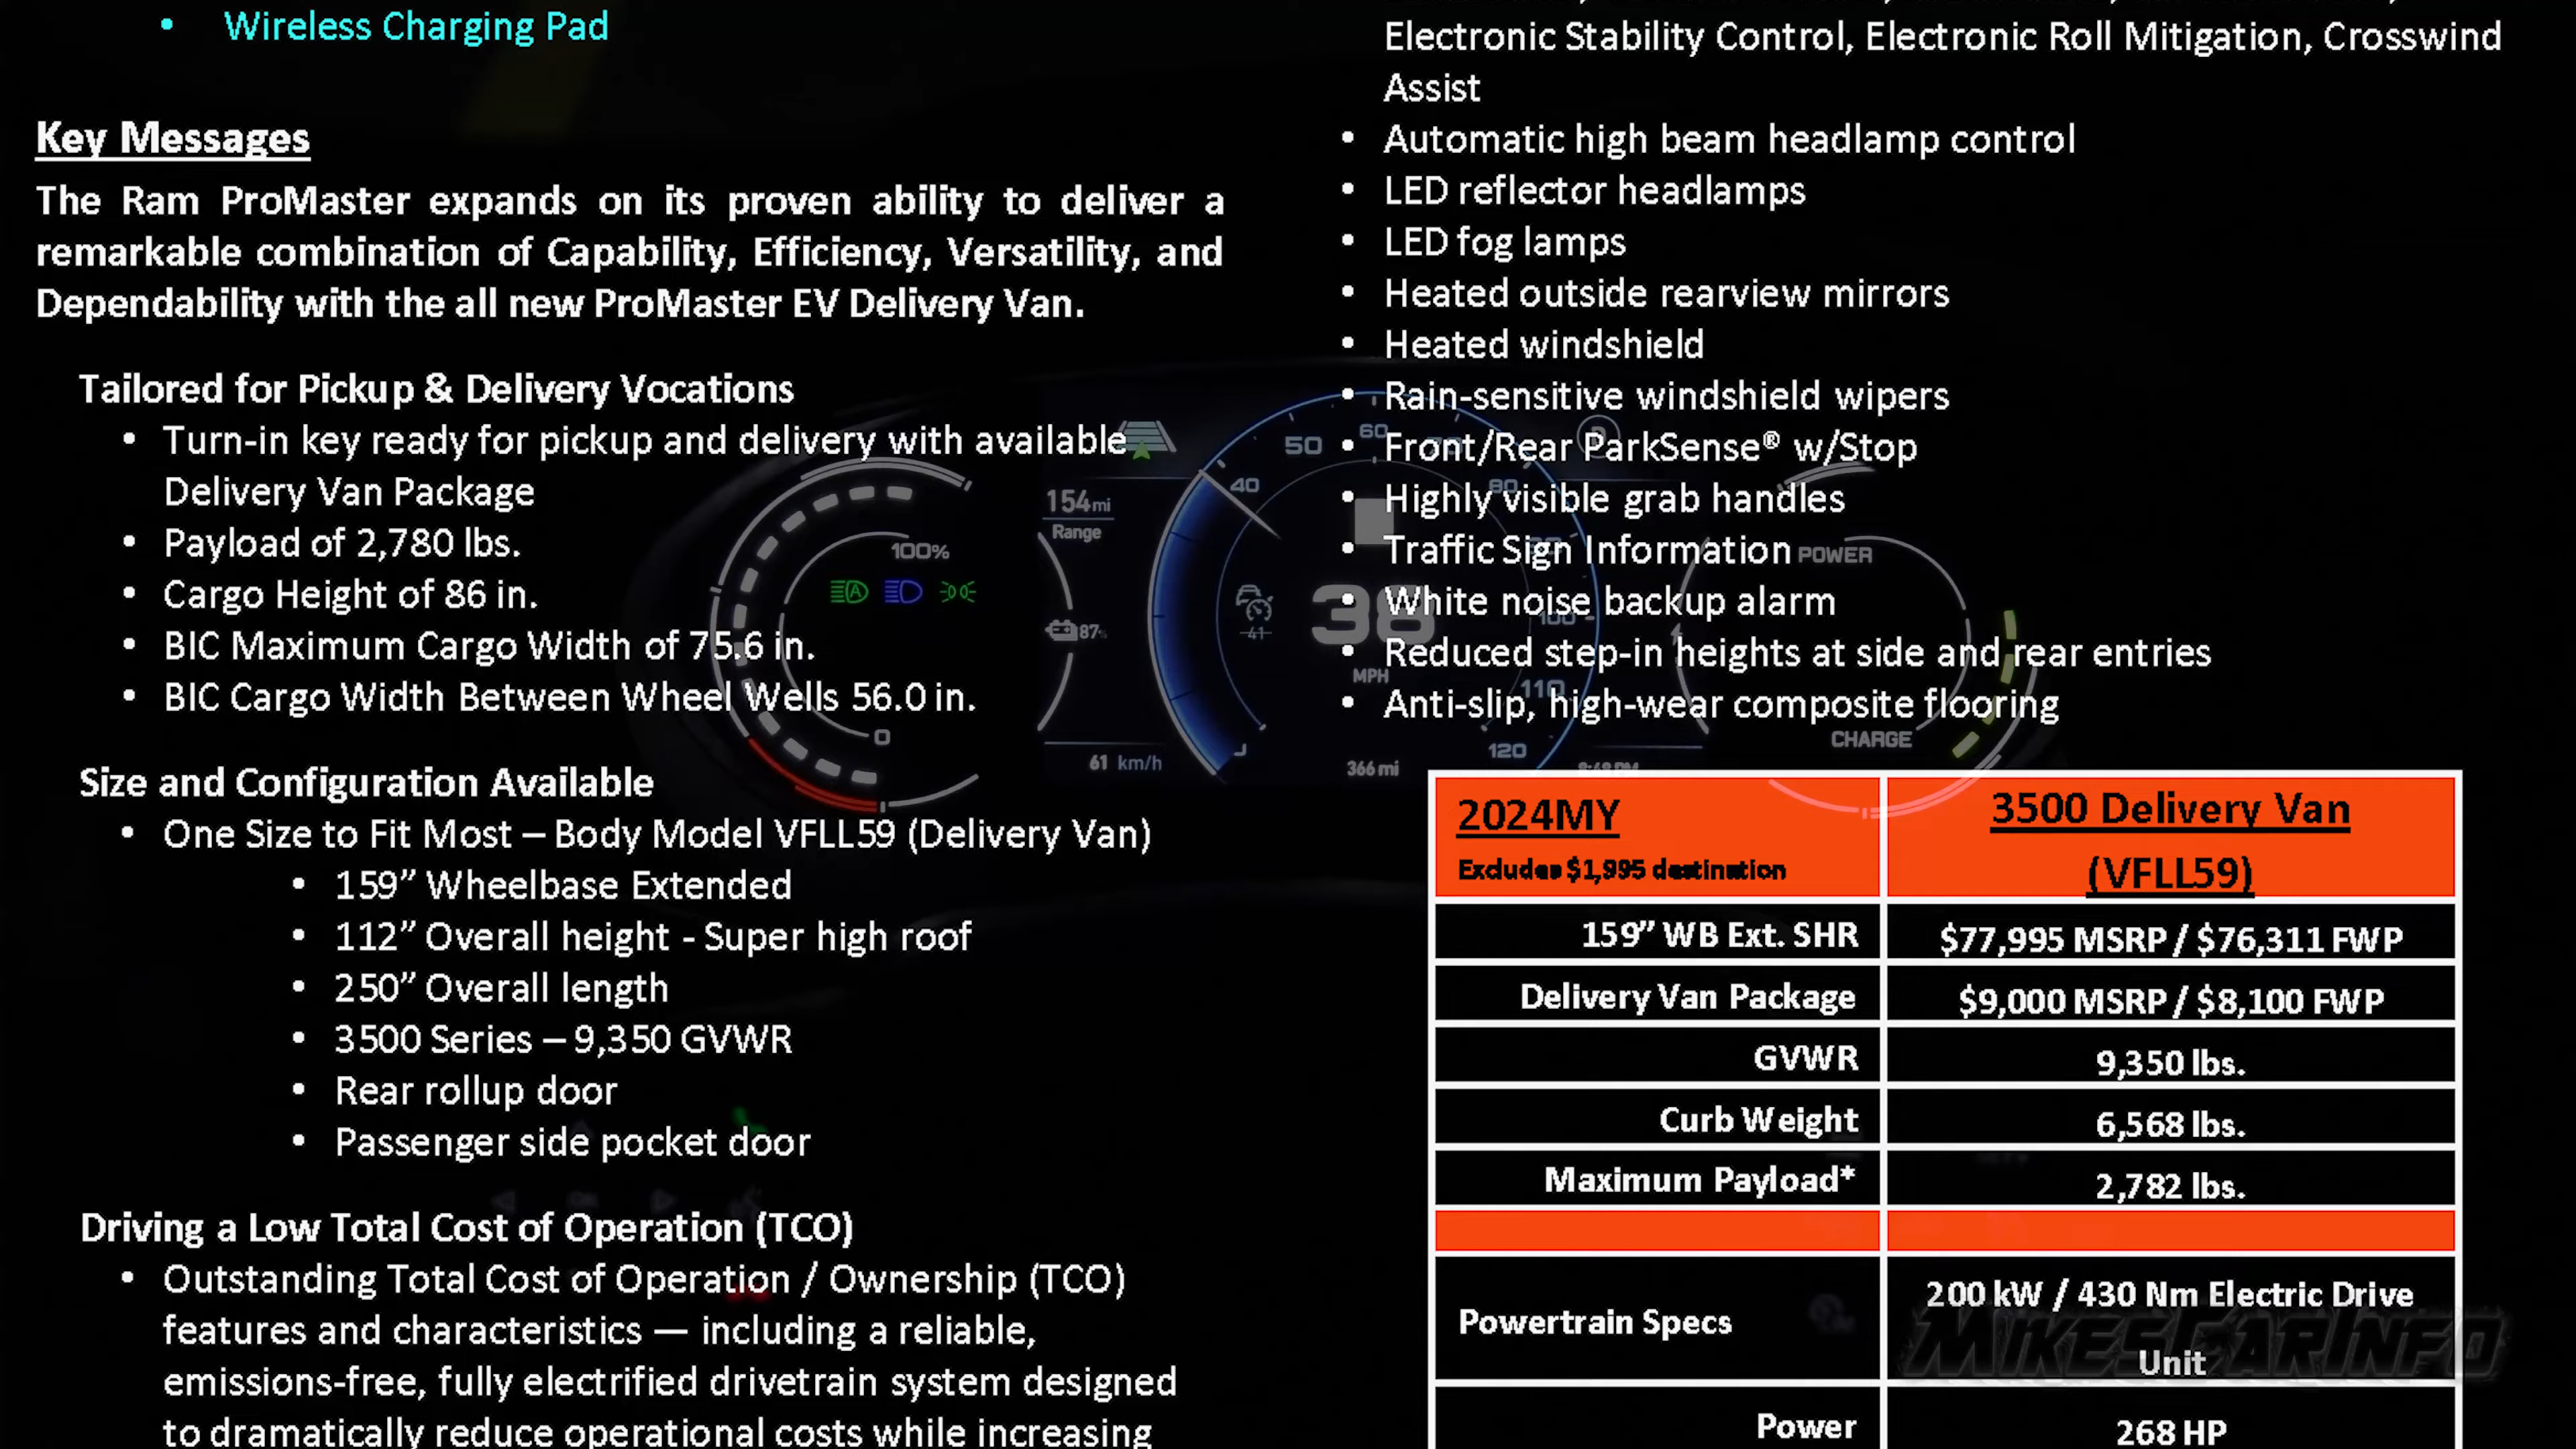 • Wireless Charging Pad
Key Messages
The Ram ProMaster expands on its proven ability to deliver a
remarkable combination of Capability, Efficiency, Versatility, and
Dependability with the all new ProMaster EV Delivery Van.
Tailored for Pickup & Delivery Vocations
• Turn-in key ready for pickup and delivery with available
Delivery Van Package
• Payload of 2,780 lbs.
• Cargo Height of 86 in.
• BIC Maximum Cargo Width of 75.6 in.
• BIC Cargo Width Between Wheel Wells 56.0 in.
Size and Configuration Available
• One Size to Fit Most – Body Model VFLL59 (Delivery Van)
• 159” Wheelbase Extended
• 112” Overall height - Super high roof
• 250” Overall length
• 3500 Series – 9,350 GVWR
• Rear rollup door
• Passenger side pocket door
Driving a Low Total Cost of Operation (TCO)
• Outstanding Total Cost of Operation / Ownership (TCO)
features and characteristics — including a reliable,
emissions-free, fully electrified drivetrain system designed
to dramatically reduce operational costs while increasing
Electronic Stability Control, Electronic Roll Mitigation, Crosswind
Assist
• Automatic high beam headlamp control
• LED reflector headlamps
• LED fog lamps
• Heated outside rearview mirrors
• Heated windshield
• Rain-sensitive windshield wipers
• Front/Rear ParkSense® w/Stop
• Highly visible grab handles
• Traffic Sign Information
• White noise backup alarm
• Reduced step-in heights at side and rear entries
• Anti-slip, high-wear composite flooring
2024MY
Excludes $1,995 destination
3500 Delivery Van
(VFLL59)
159” WB Ext. SHR $77,995 MSRP / $76,311 FWP
Delivery Van Package $9,000 MSRP / $8,100 FWP
GVWR 9,350 lbs.
Curb Weight 6,568 lbs.
Maximum Payload* 2,782 lbs.
Powertrain Specs
200 kW / 430 Nm Electric Drive
Unit
Power 268 HP
100%
0
154 mi
Range
87%
61 km/h
40
50
60
80
100
110
120
41
38
MPH
366 mi
POWER
CHARGE
MIKESCARINFO